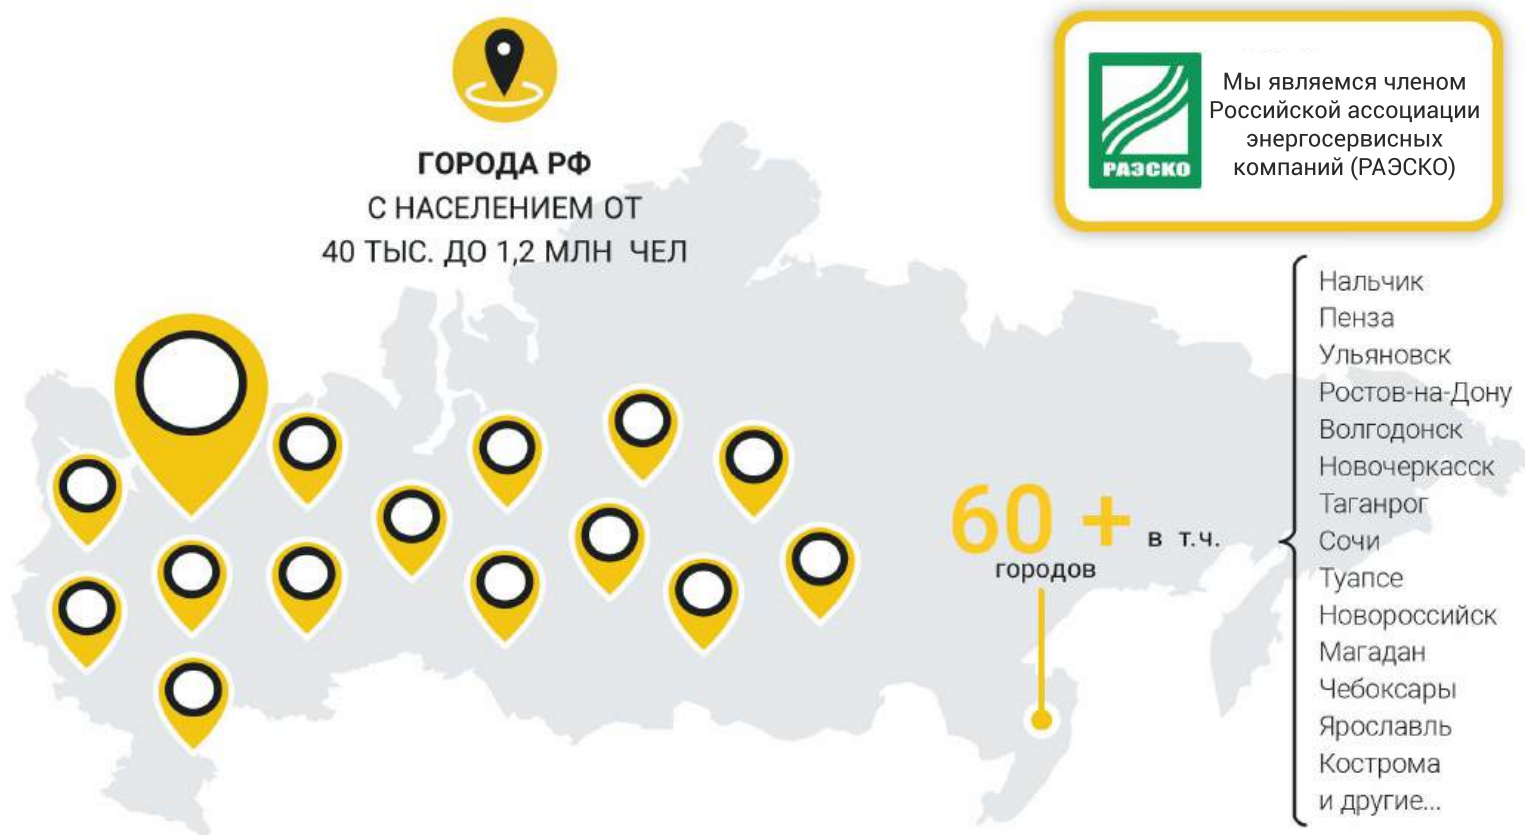 ГОРОДА РФ
С НАСЕЛЕНИЕМ ОТ
40 ТЫС. ДО 1,2 МЛН ЧЕЛ
РАЭСКО
Мы являемся членом
Российской ассоциации
энергосервисных
компаний (РАЭСКО)
60 +
городов
в т.ч.
Нальчик
Пенза
Ульяновск
Ростов-на-Дону
Волгодонск
Новочеркасск
Таганрог
Сочи
Туапсе
Новороссийск
Магадан
Чебоксары
Ярославль
Кострома
и другие...